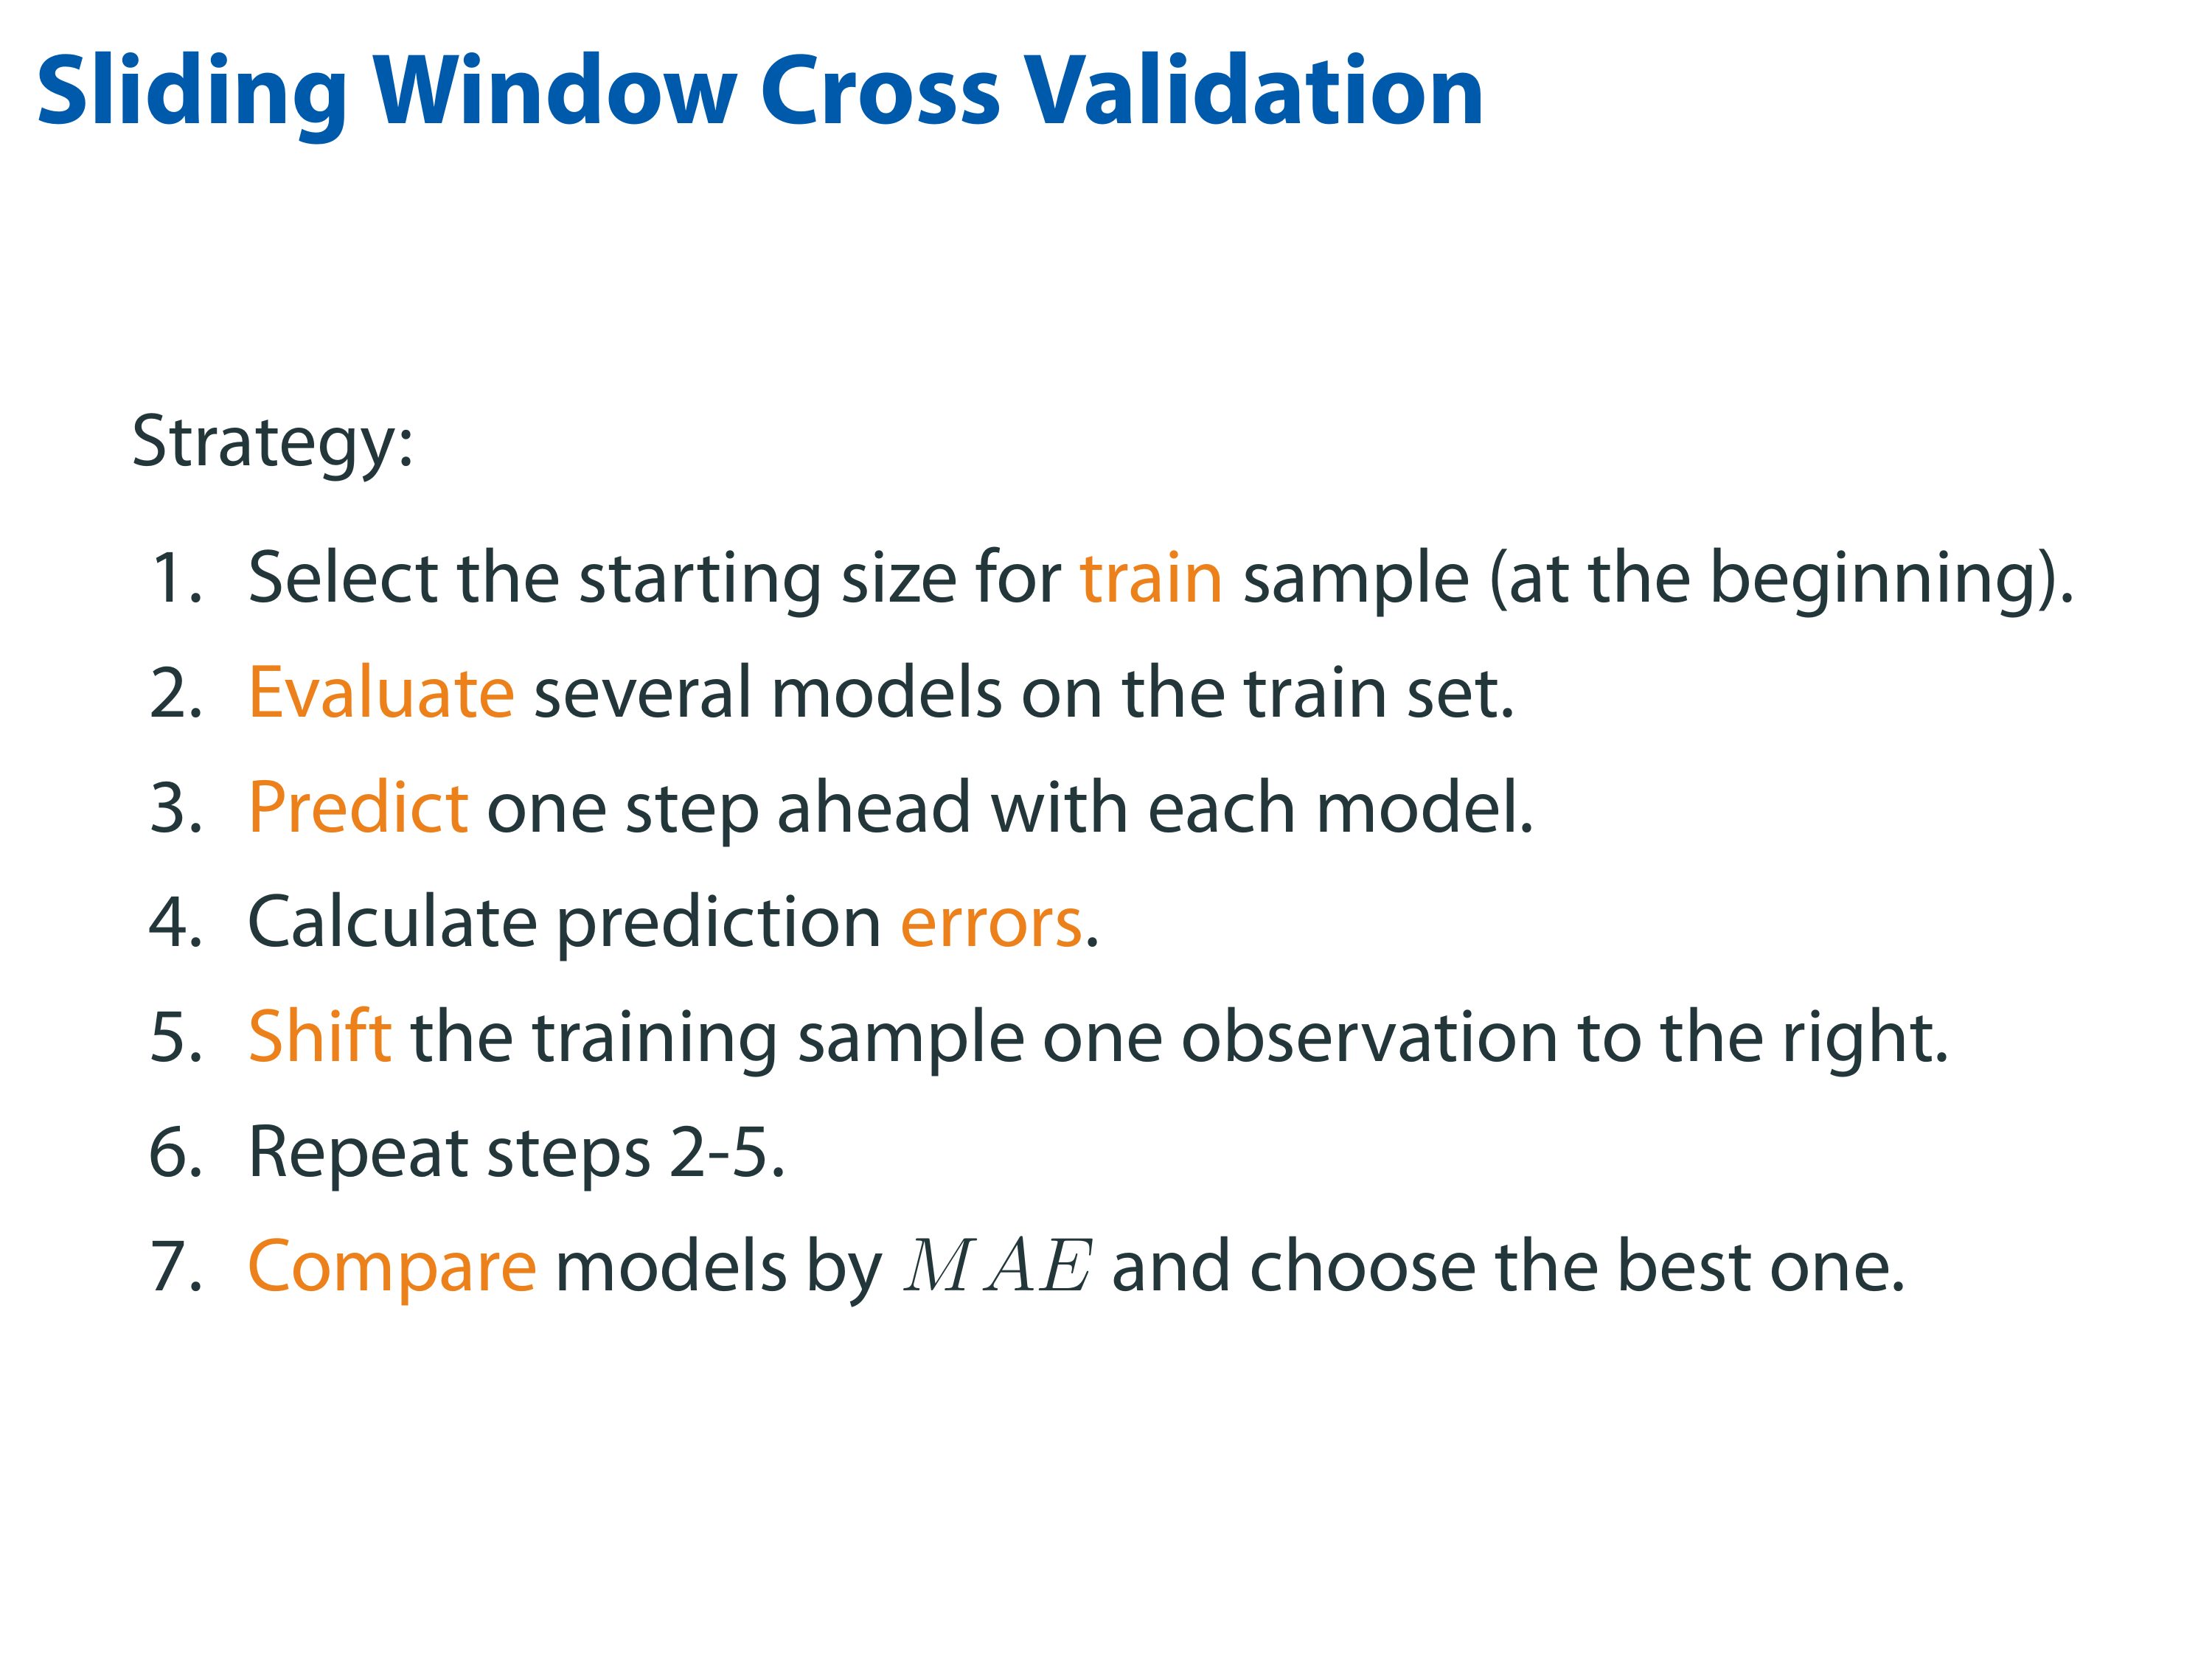 Sliding Window Cross Validation
Strategy:
1. Select the starting size for train sample (at the beginning).
2. Evaluate several models on the train set.
3. Predict one step ahead with each model.
4. Calculate prediction errors.
5. Shift the training sample one observation to the right.
6. Repeat steps 2-5.
7. Compare models by MAE and choose the best one.